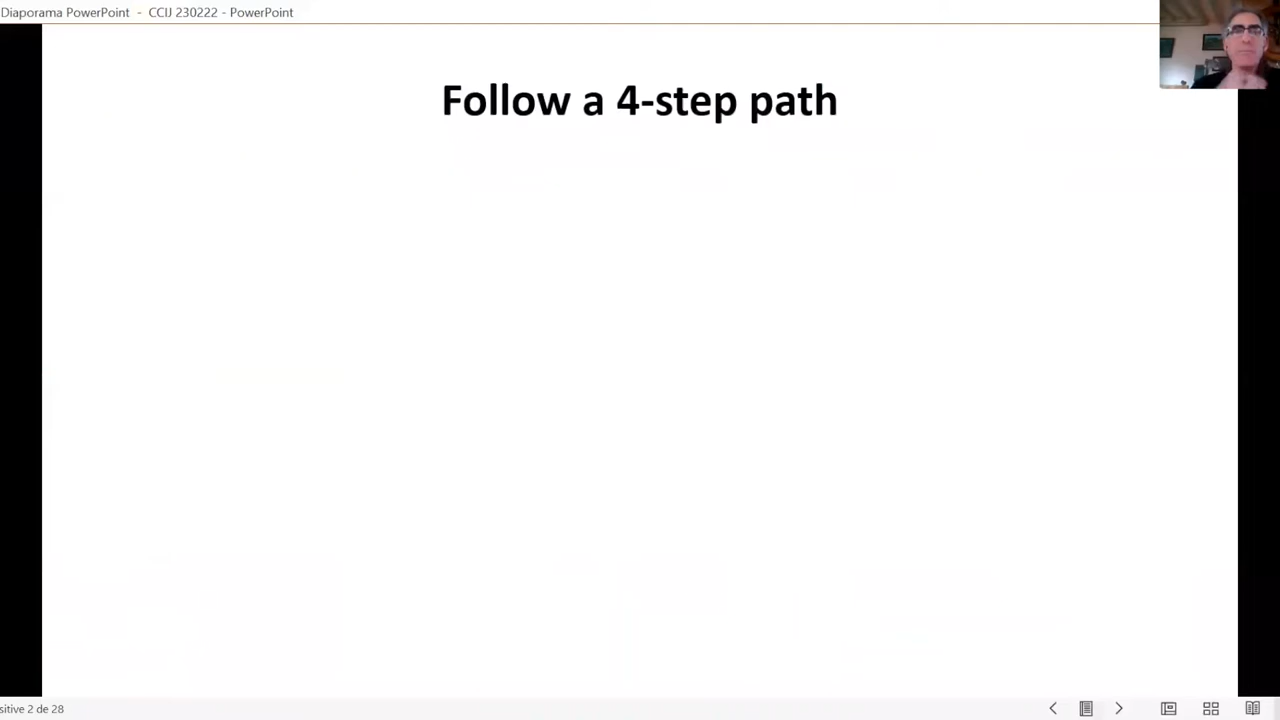 Diaporama PowerPoint - CCIJ 230222 - PowerPoint
Follow a 4-step path
sitive 2 de 28